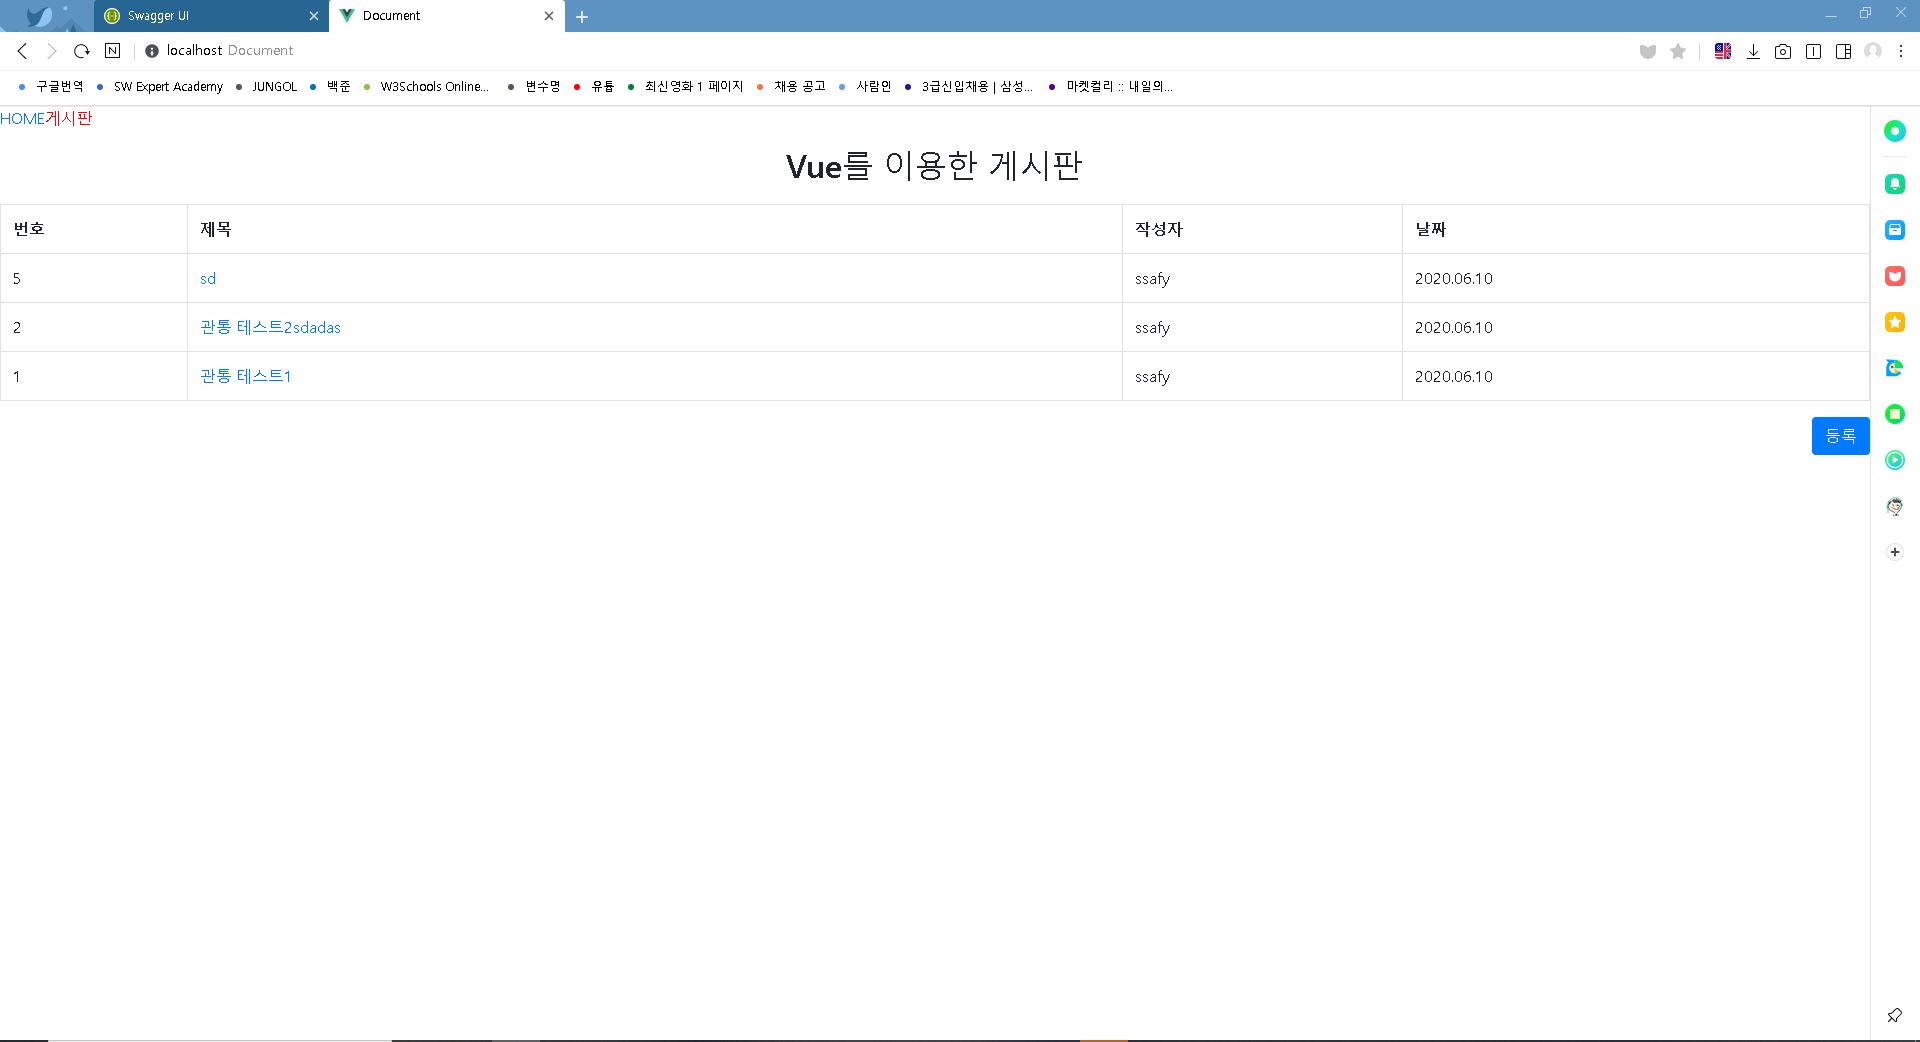 Swagger UI Document
N localhost Document
구글번역 SW Expert Academy JUNGOL 백준 W3Schools Online... 변수명 유튭 최신영화 1 페이지 채용 공고 사람인 3급신입채용 | 삼성... 마켓컬리 :: 내일의...
HOME게시판
Vue를 이용한 게시판
번호 제목 작성자 날짜
5 sd ssafy 2020.06.10
2 관통 테스트2sdadas ssafy 2020.06.10
1 관통 테스트1 ssafy 2020.06.10
등록